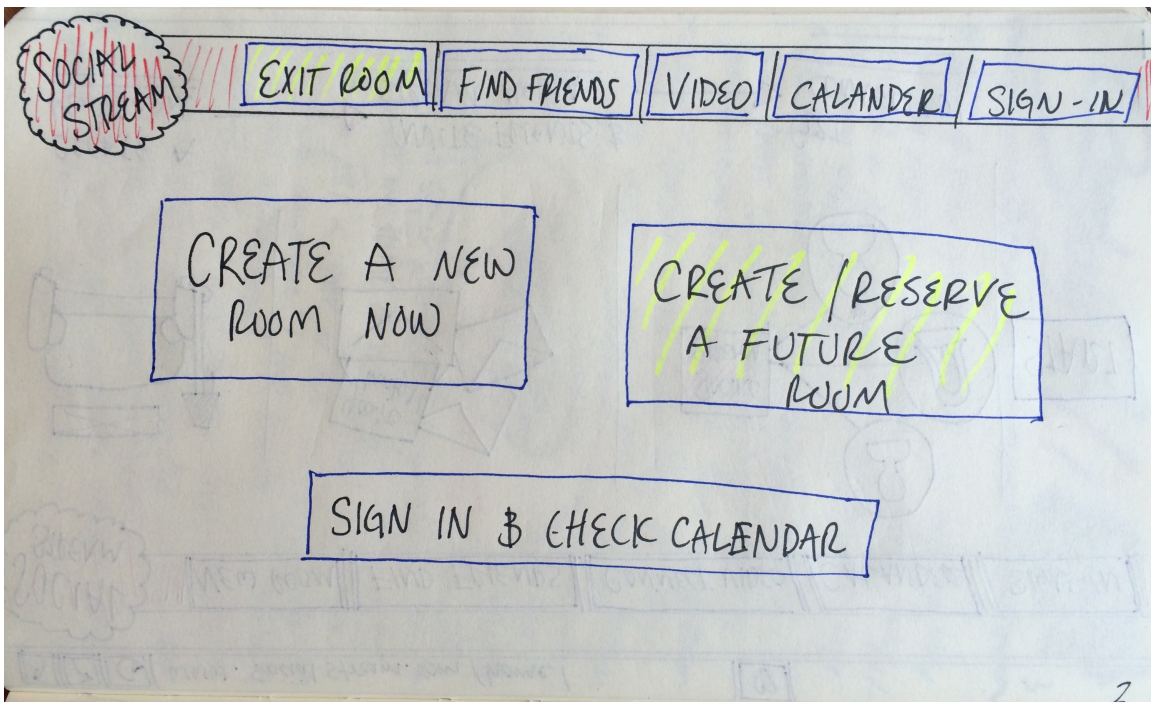 SOCIAL
STREAM
EXIT ROOM
FIND FRIENDS
VIDEO
CALANDER
SIGN-IN
CREATE A NEW
ROOM NOW
CREATE / RESERVE
A FUTURE
ROOM
SIGN IN & CHECK CALENDAR
2